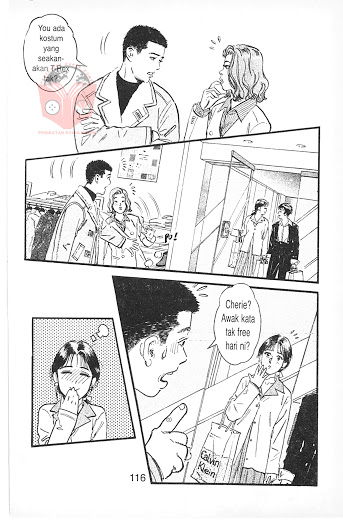 You ada
kostum
yang
seakan-
akan T-Rex
tak?
Cherie?
Awak kata
tak free
hari ni?
Calvin
Klein
116